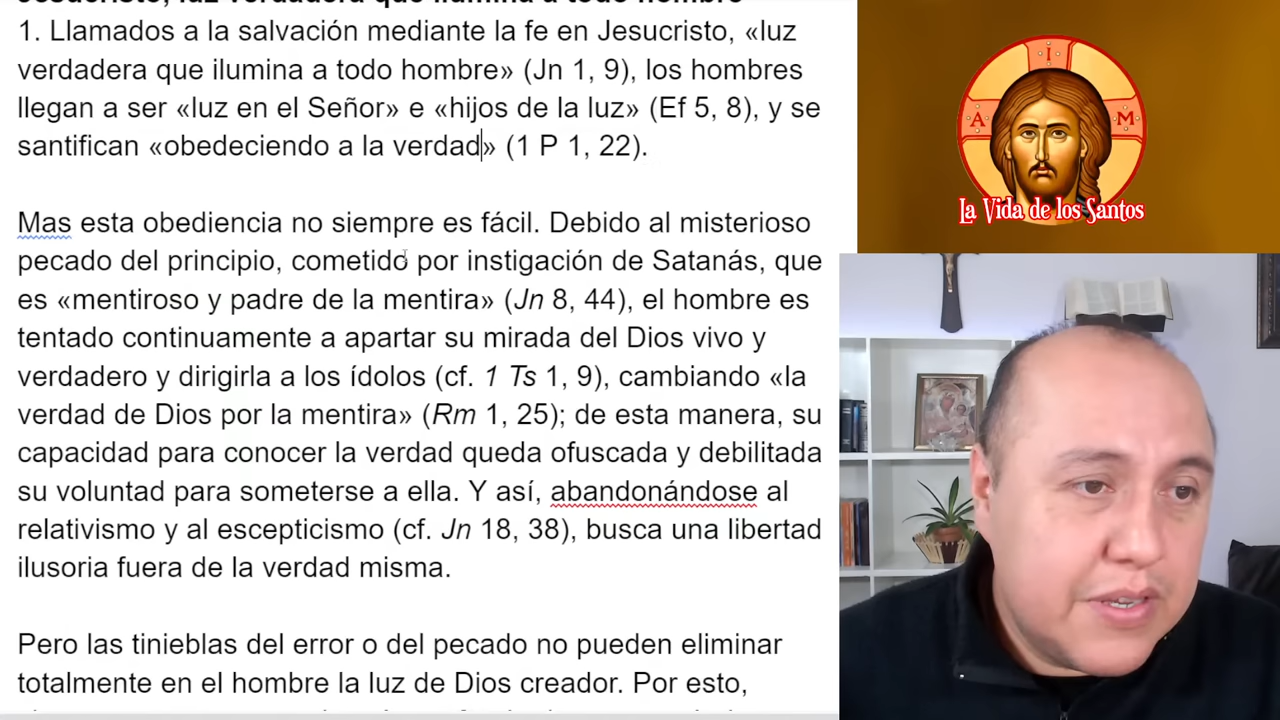 Jesucristo, luz verdadera que ilumina a todo hombre
1. Llamados a la salvación mediante la fe en Jesucristo, «luz
verdadera que ilumina a todo hombre» (Jn 1, 9), los hombres
llegan a ser «luz en el Señor» e «hijos de la luz» (Ef 5, 8), y se
santifican «obedeciendo a la verdad» (1 P 1, 22).
Mas esta obediencia no siempre es fácil. Debido al misterioso
pecado del principio, cometido por instigación de Satanás, que
es «mentiroso y padre de la mentira» (Jn 8, 44), el hombre es
tentado continuamente a apartar su mirada del Dios vivo y
verdadero y dirigirla a los ídolos (cf. 1 Ts 1, 9), cambiando «la
verdad de Dios por la mentira» (Rm 1, 25); de esta manera, su
capacidad para conocer la verdad queda ofuscada y debilitada
su voluntad para someterse a ella. Y así, abandonándose al
relativismo y al escepticismo (cf. Jn 18, 38), busca una libertad
ilusoria fuera de la verdad misma.
Pero las tinieblas del error o del pecado no pueden eliminar
totalmente en el hombre la luz de Dios creador. Por esto,
I
A M
La Vida de los Santos